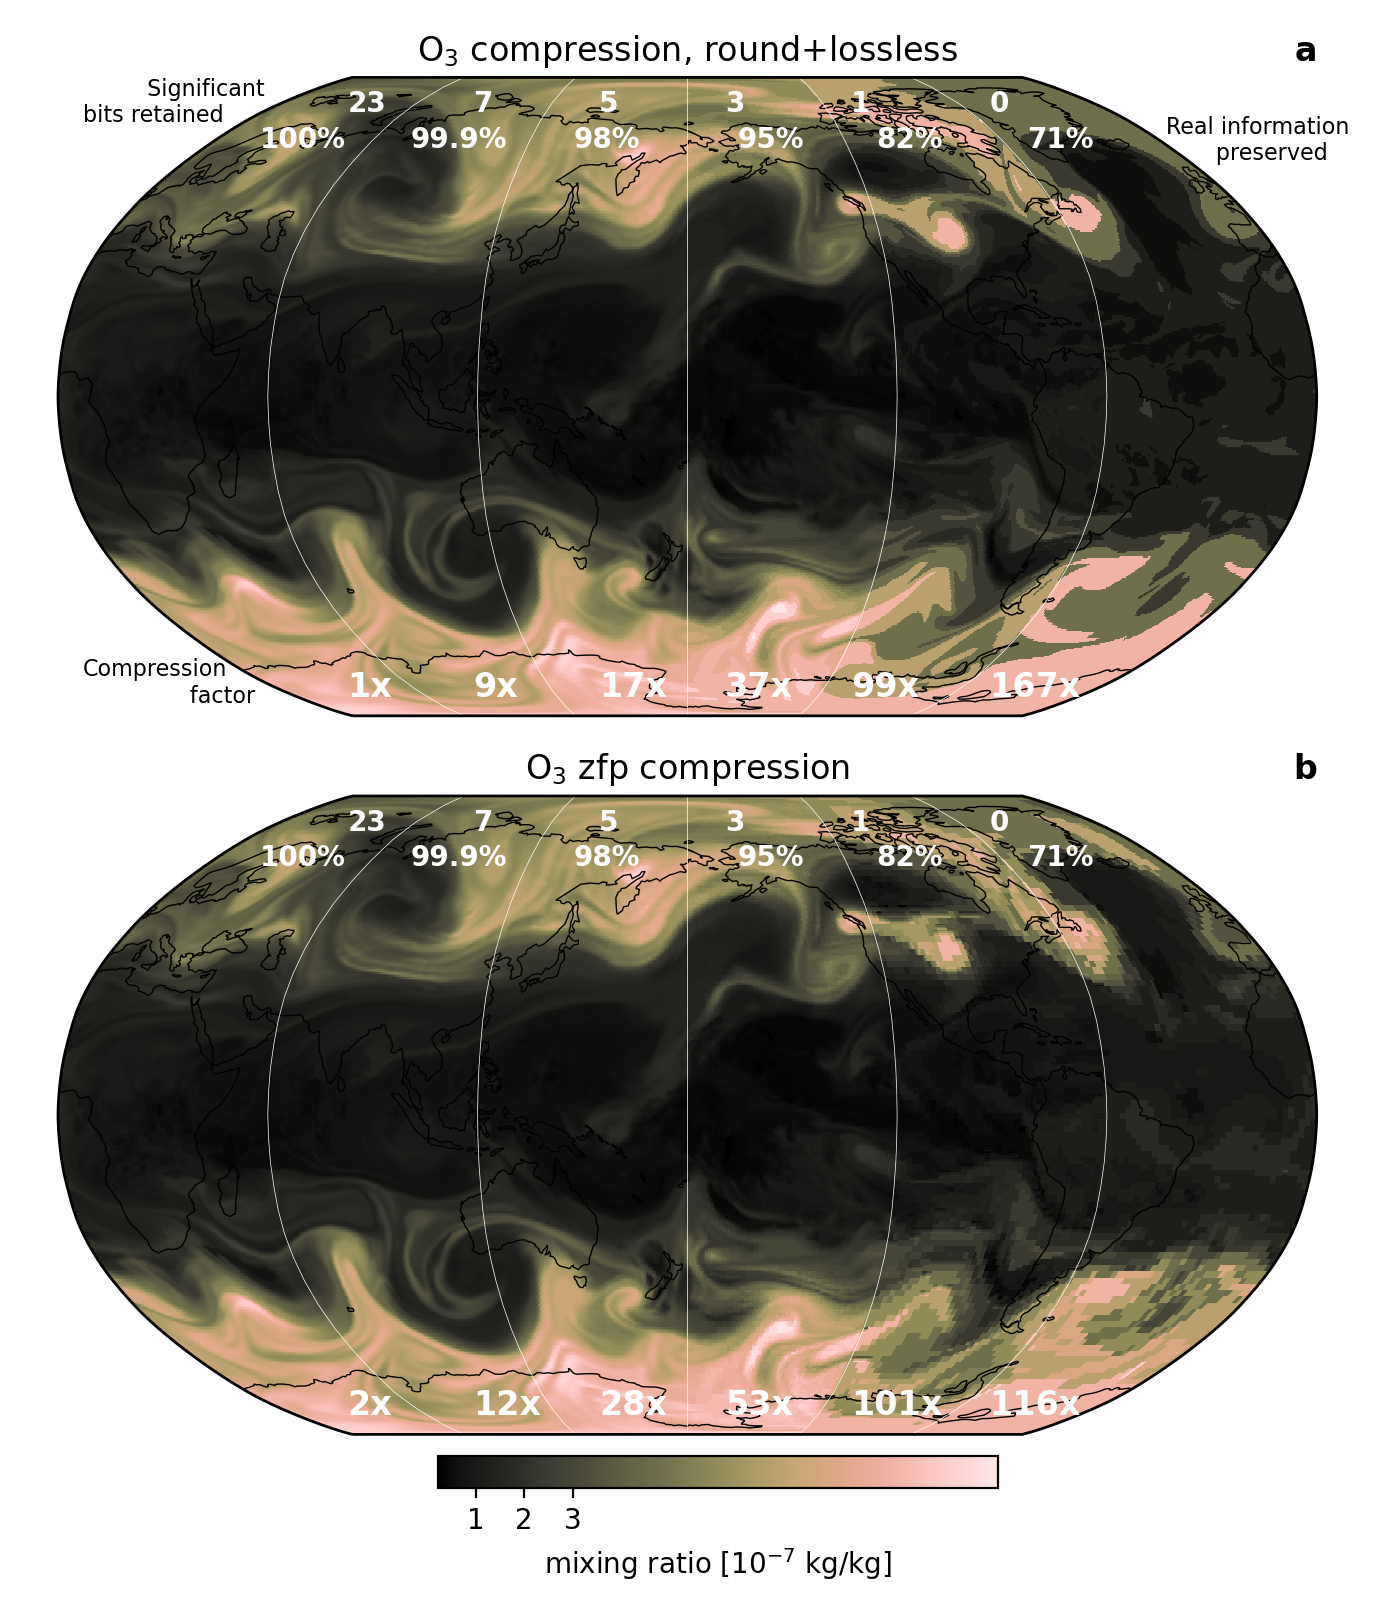 O₃ compression, round+lossless
a
Significant
bits retained
23 7 5 3 1 0
100% 99.9% 98% 95% 82% 71%
Real information
preserved
Compression
factor
1x 9x 17x 37x 99x 167x
O₃ zfp compression
b
23 7 5 3 1 0
100% 99.9% 98% 95% 82% 71%
2x 12x 28x 53x 101x 116x
1 2 3
mixing ratio [10⁻⁷ kg/kg]